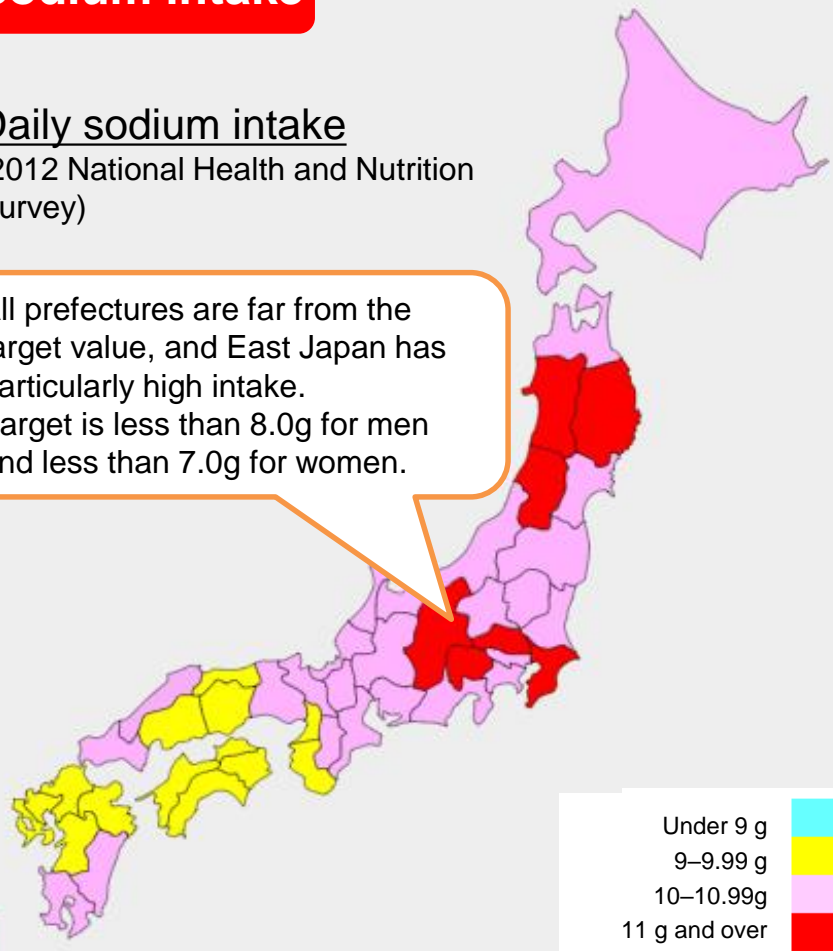 sodium intake
Daily sodium intake
2012 National Health and Nutrition
urvey)
ll prefectures are far from the
arget value, and East Japan has
articularly high intake.
arget is less than 8.0g for men
nd less than 7.0g for women.
Under 9 g
9–9.99 g
10–10.99g
11 g and over